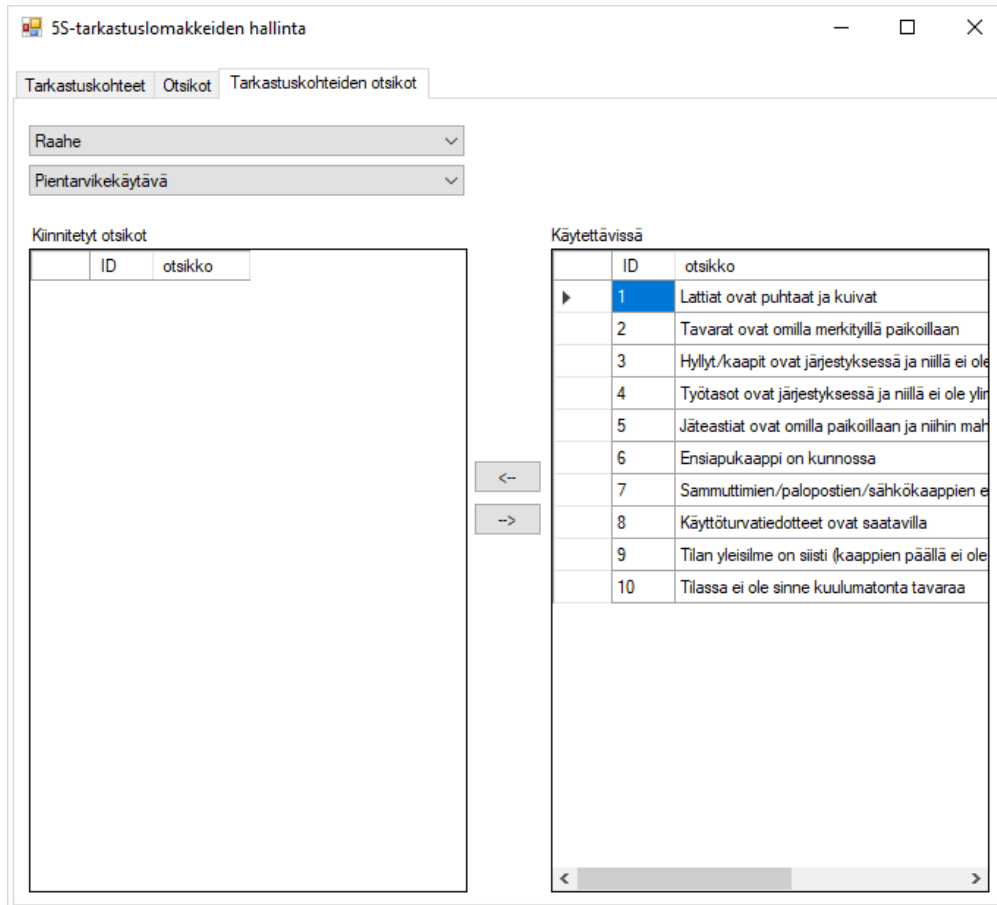 5S-tarkastuslomakkeiden hallinta
Tarkastuskohteet Otsikot Tarkastuskohteiden otsikot
Raahe
Pientarvikekäytävä
Kiinnitetyt otsikot
ID otsikko
<--
-->
Käytettävissä
ID otsikko
1 Lattiat ovat puhtaat ja kuivat
2 Tavarat ovat omilla merkityillä paikoillaan
3 Hyllyt/kaapit ovat järjestyksessä ja niillä ei ole
4 Työtasot ovat järjestyksessä ja niillä ei ole ylin
5 Jäteastiat ovat omilla paikoillaan ja niihin mah
6 Ensiapukaappi on kunnossa
7 Sammuttimien/palopostien/sähkökaappien e
8 Käyttöturvatiedotteet ovat saatavilla
9 Tilan yleisilme on siisti (kaappien päällä ei ole
10 Tilassa ei ole sinne kuulumatonta tavaraa